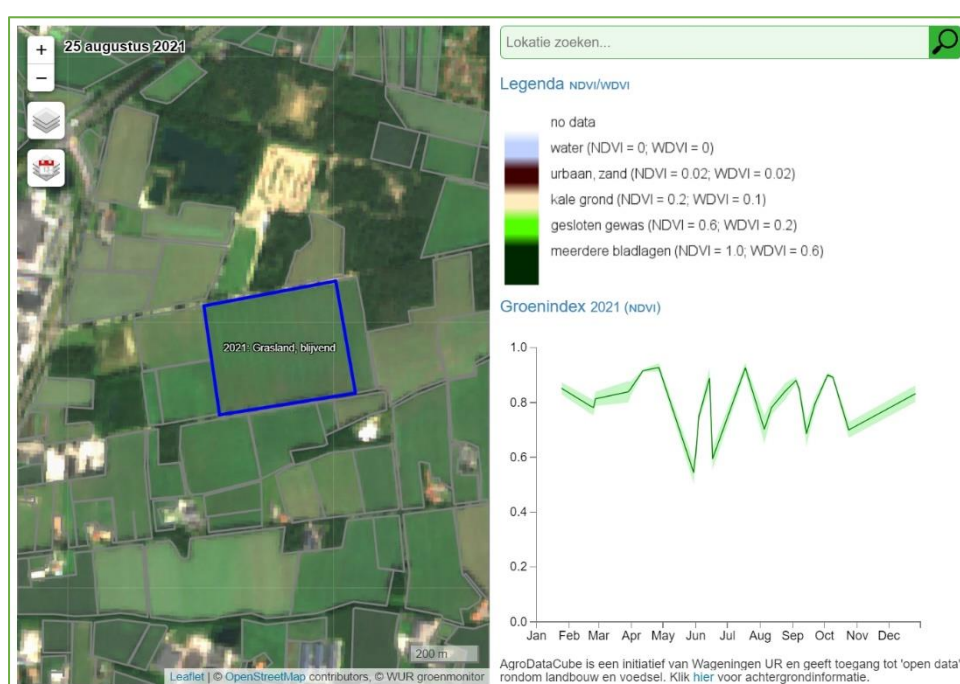 +
25 augustus 2021
−
2021: Grasland, blijvend
200 m
Leaflet | © OpenStreetMap contributors, © WUR groenmonitor
Lokatie zoeken...
Legenda NDVI/WDVI
no data
water (NDVI = 0; WDVI = 0)
urbaan, zand (NDVI = 0.02; WDVI = 0.02)
kale grond (NDVI = 0.2; WDVI = 0.1)
gesloten gewas (NDVI = 0.6; WDVI = 0.2)
meerdere bladlagen (NDVI = 1.0; WDVI = 0.6)
Groenindex 2021 (NDVI)
1.0
0.8
0.6
0.4
0.2
0.0
Jan Feb Mar Apr May Jun Jul Aug Sep Oct Nov Dec
AgroDataCube is een initiatief van Wageningen UR en geeft toegang tot 'open data'
rondom landbouw en voedsel. Klik hier voor achtergrondinformatie.